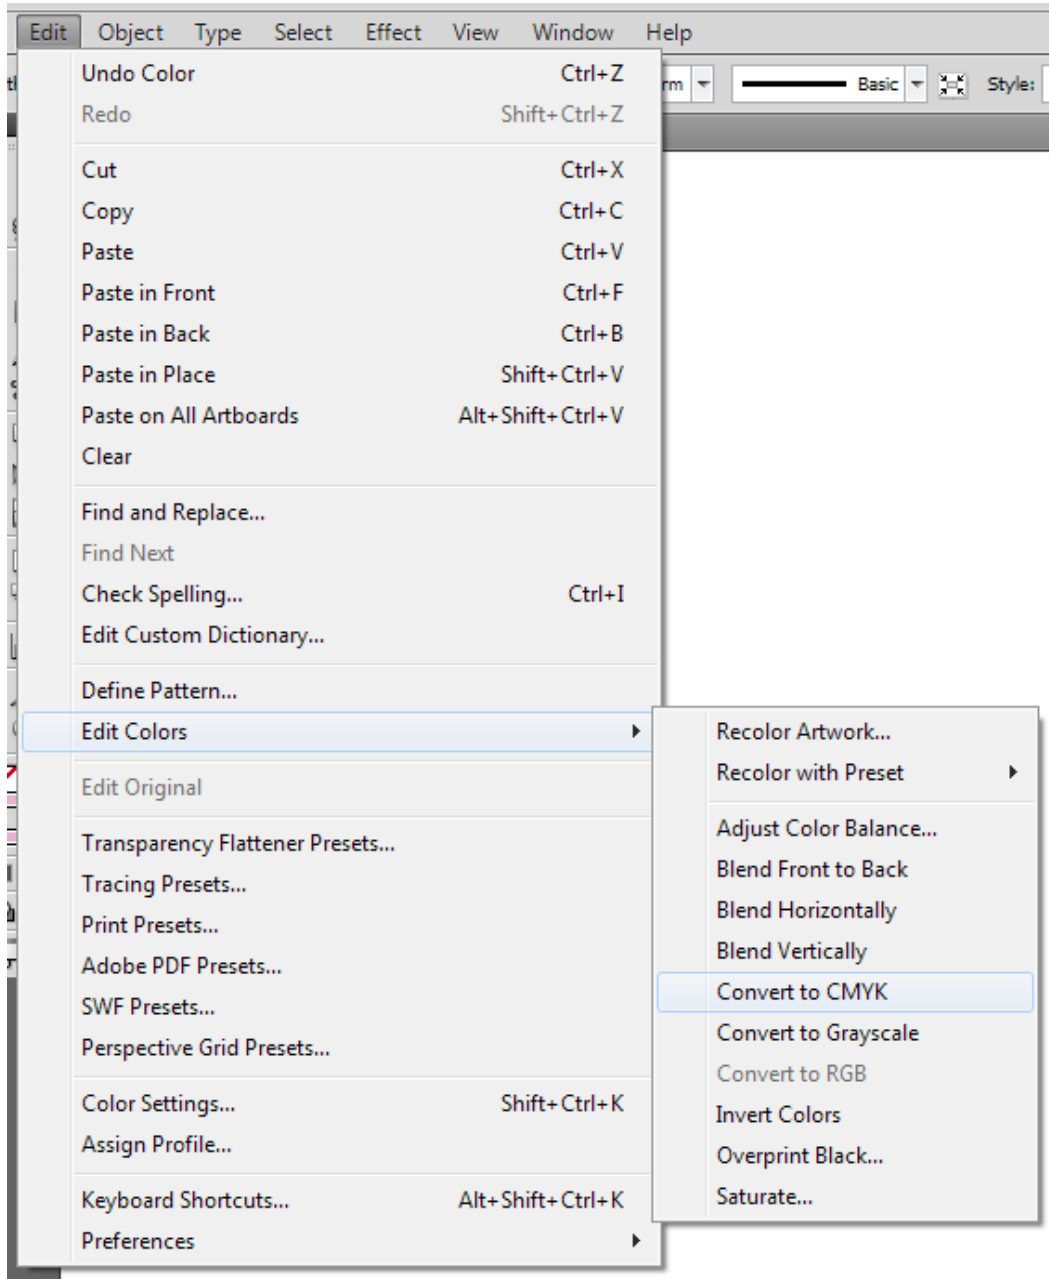 Edit Object Type Select Effect View Window Help
Basic Style:
Undo Color Ctrl+Z
Redo Shift+Ctrl+Z
Cut Ctrl+X
Copy Ctrl+C
Paste Ctrl+V
Paste in Front Ctrl+F
Paste in Back Ctrl+B
Paste in Place Shift+Ctrl+V
Paste on All Artboards Alt+Shift+Ctrl+V
Clear
Find and Replace...
Find Next
Check Spelling... Ctrl+I
Edit Custom Dictionary...
Define Pattern...
Edit Colors
Edit Original
Transparency Flattener Presets...
Tracing Presets...
Print Presets...
Adobe PDF Presets...
SWF Presets...
Perspective Grid Presets...
Color Settings... Shift+Ctrl+K
Assign Profile...
Keyboard Shortcuts... Alt+Shift+Ctrl+K
Preferences
Recolor Artwork...
Recolor with Preset
Adjust Color Balance...
Blend Front to Back
Blend Horizontally
Blend Vertically
Convert to CMYK
Convert to Grayscale
Convert to RGB
Invert Colors
Overprint Black...
Saturate...